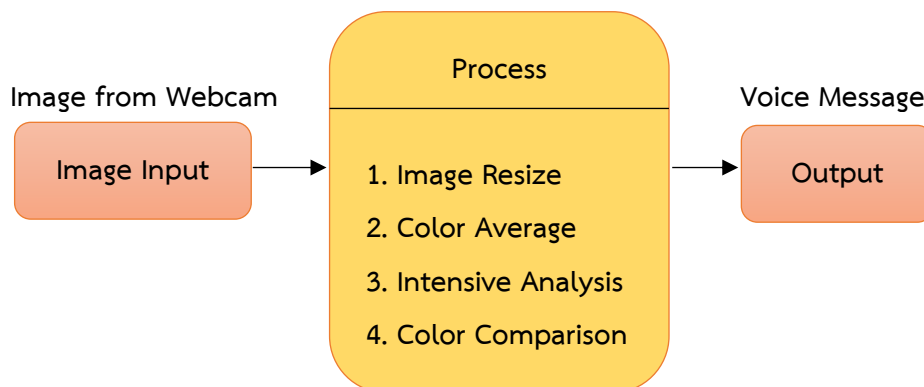 Image from Webcam
Image Input
Process
1. Image Resize
2. Color Average
3. Intensive Analysis
4. Color Comparison
Voice Message
Output